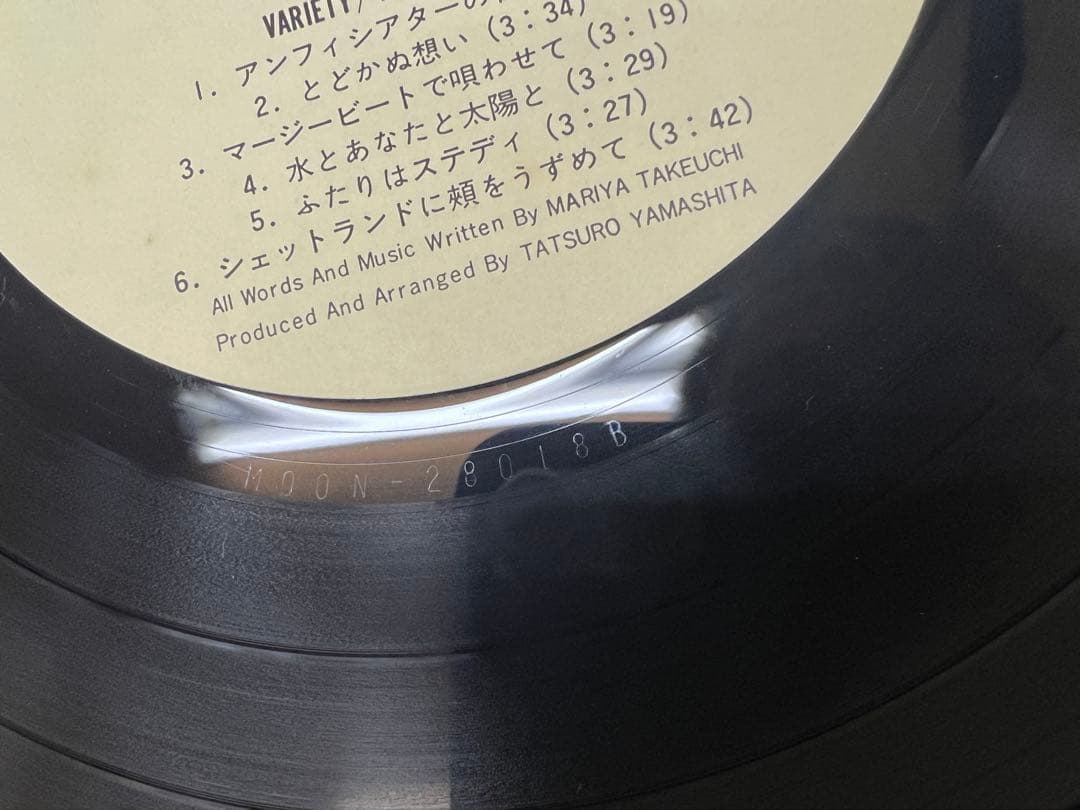 VARIETY/
1. アンフィシアターの
2. とどかぬ想い (3：34)
3. マージービートで唄わせて (3：19)
4. 水とあなたと太陽と (3：29)
5. ふたりはステディ (3：27)
6. シェットランドに頰をうずめて (3：42)
All Words And Music Written By MARIYA TAKEUCHI
Produced And Arranged By TATSURO YAMASHITA
MOON-28018B